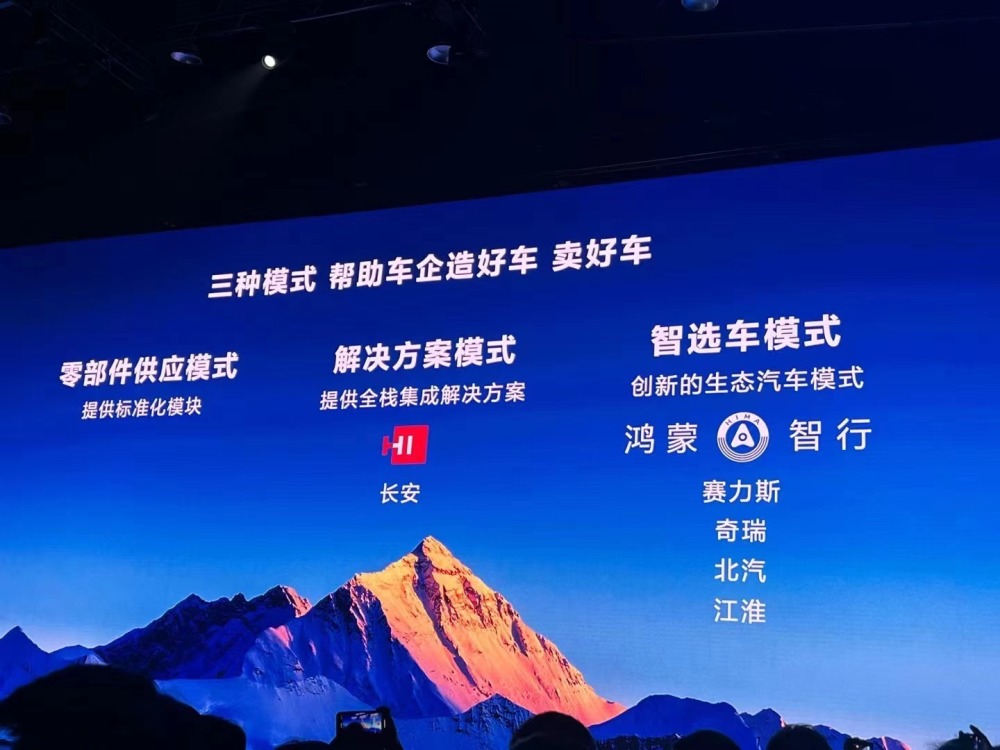 三种模式 帮助车企造好车 卖好车
零部件供应模式
提供标准化模块
解决方案模式
提供全栈集成解决方案
HI
长安
智选车模式
创新的生态汽车模式
鸿蒙 HIMA 智行
赛力斯
奇瑞
北汽
江淮